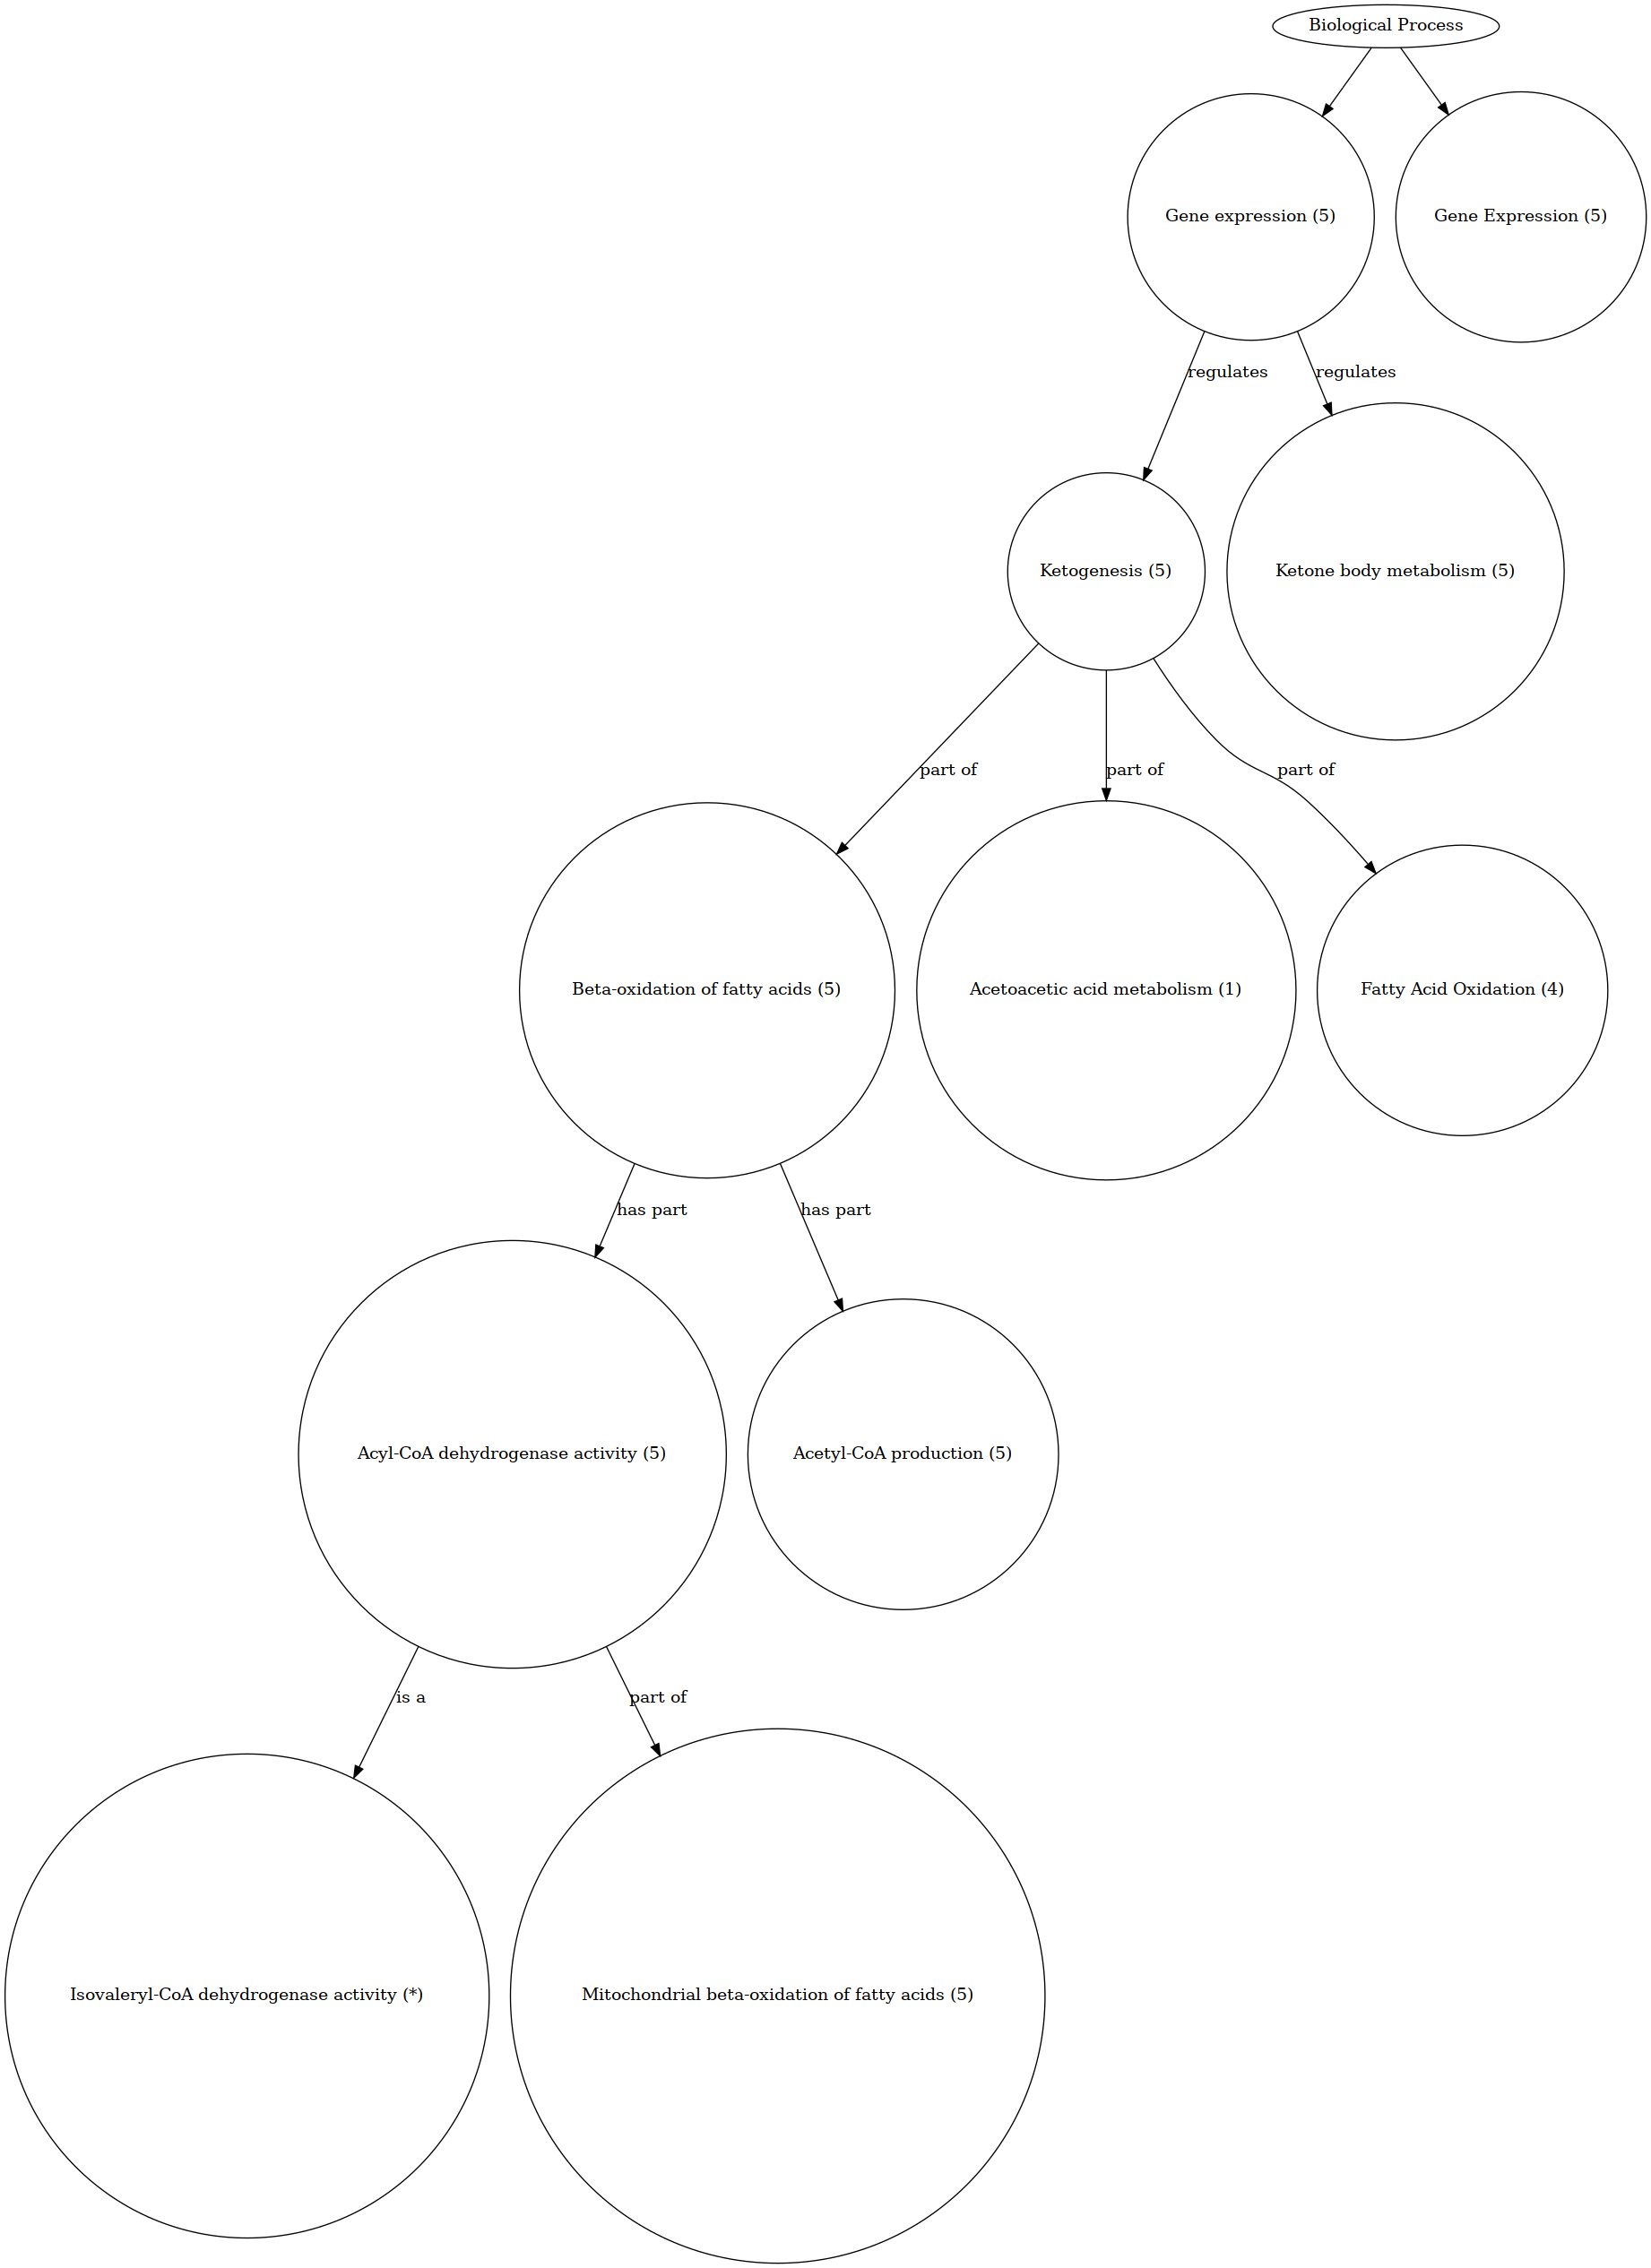 Biological Process
Gene expression (5)
Gene Expression (5)
regulates
regulates
Ketogenesis (5)
Ketone body metabolism (5)
part of
part of
part of
Beta-oxidation of fatty acids (5)
Acetoacetic acid metabolism (1)
Fatty Acid Oxidation (4)
has part
has part
Acyl-CoA dehydrogenase activity (5)
Acetyl-CoA production (5)
is a
part of
Isovaleryl-CoA dehydrogenase activity (*)
Mitochondrial beta-oxidation of fatty acids (5)